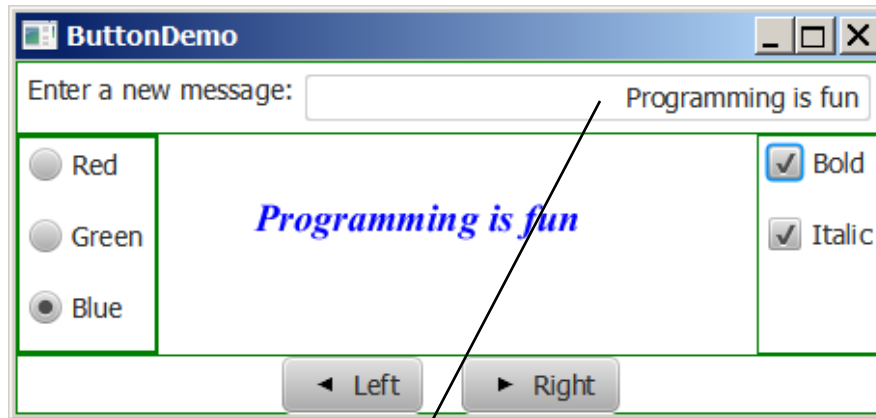 ButtonDemo
Enter a new message: Programming is fun
Red
Green
Blue
Programming is fun
Bold
Italic
Left Right